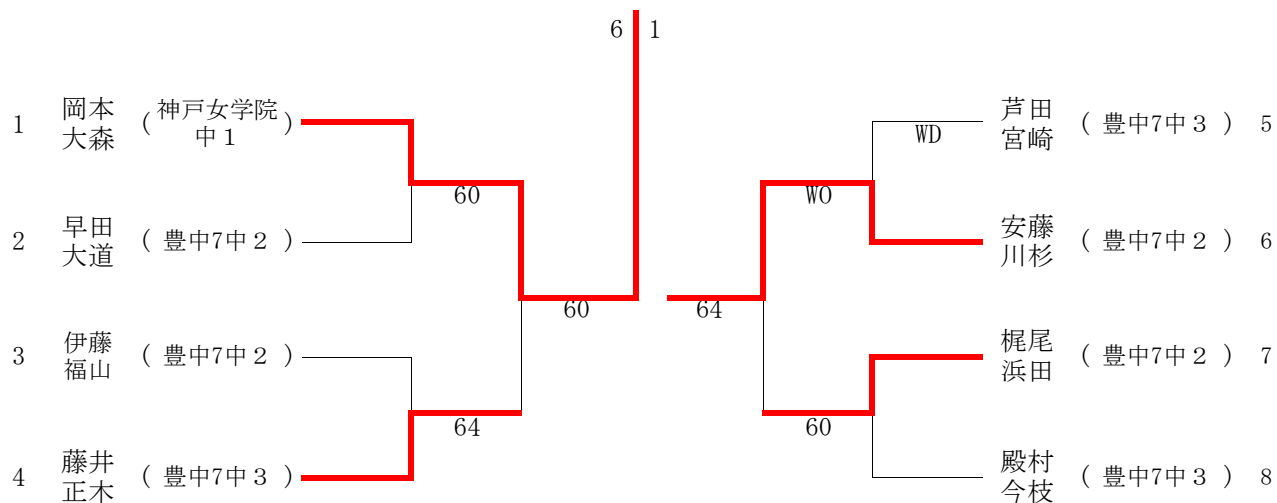 6 1
1 岡本 大森 ( 神戸女学院 中１ )
60
2 早田 大道 ( 豊中7中２ )
60
3 伊藤 福山 ( 豊中7中２ )
64
4 藤井 正木 ( 豊中7中３ )
芦田 宮崎 ( 豊中7中３ ) 5
WD
WO
安藤 川杉 ( 豊中7中２ ) 6
64
梶尾 浜田 ( 豊中7中２ ) 7
60
殿村 今枝 ( 豊中7中３ ) 8